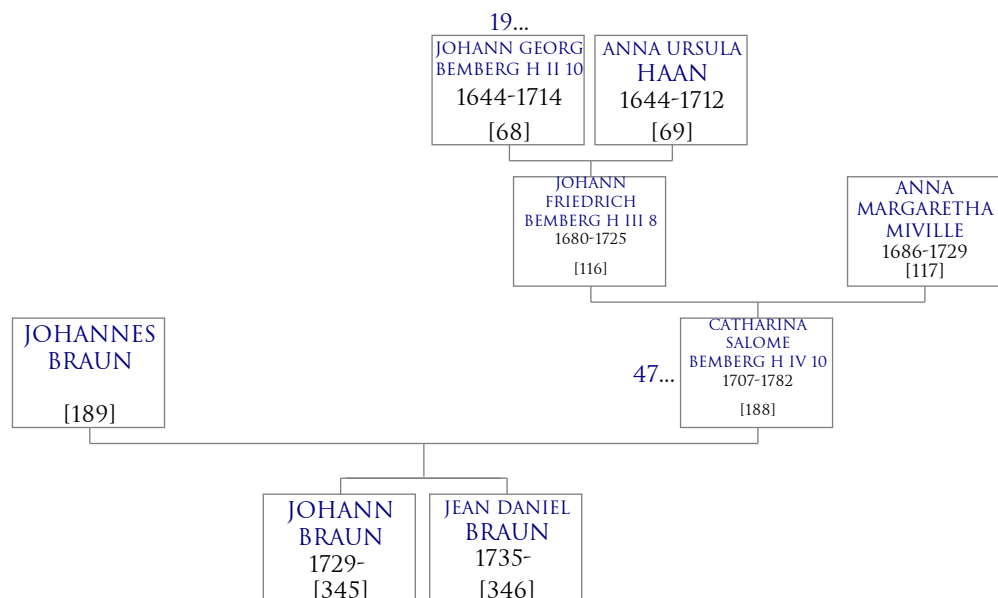 19...
JOHANN GEORG
BEMBERG H II 10
1644-1714
[68]
ANNA URSULA
HAAN
1644-1712
[69]
JOHANN
FRIEDRICH
BEMBERG H III 8
1680-1725
[116]
ANNA
MARGARETHA
MIVILLE
1686-1729
[117]
JOHANNES
BRAUN
[189]
47...
CATHARINA
SALOME
BEMBERG H IV 10
1707-1782
[188]
JOHANN
BRAUN
1729-
[345]
JEAN DANIEL
BRAUN
1735-
[346]